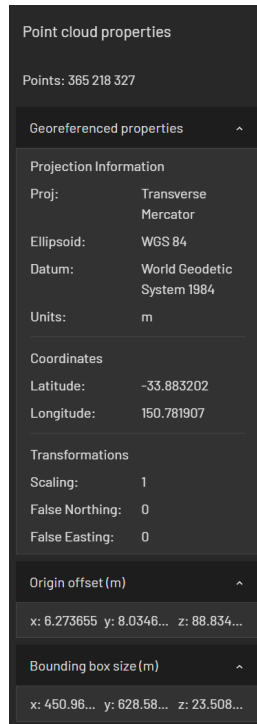 Point cloud properties
Points: 365 218 327
Georeferenced properties
Projection Information
Proj: Transverse
Mercator
Ellipsoid: WGS 84
Datum: World Geodetic
System 1984
Units: m
Coordinates
Latitude: -33.883202
Longitude: 150.781907
Transformations
Scaling: 1
False Northing: 0
False Easting: 0
Origin offset (m)
x: 6.273655 y: 8.0346... z: 88.834...
Bounding box size (m)
x: 450.96... y: 628.58... z: 23.508...